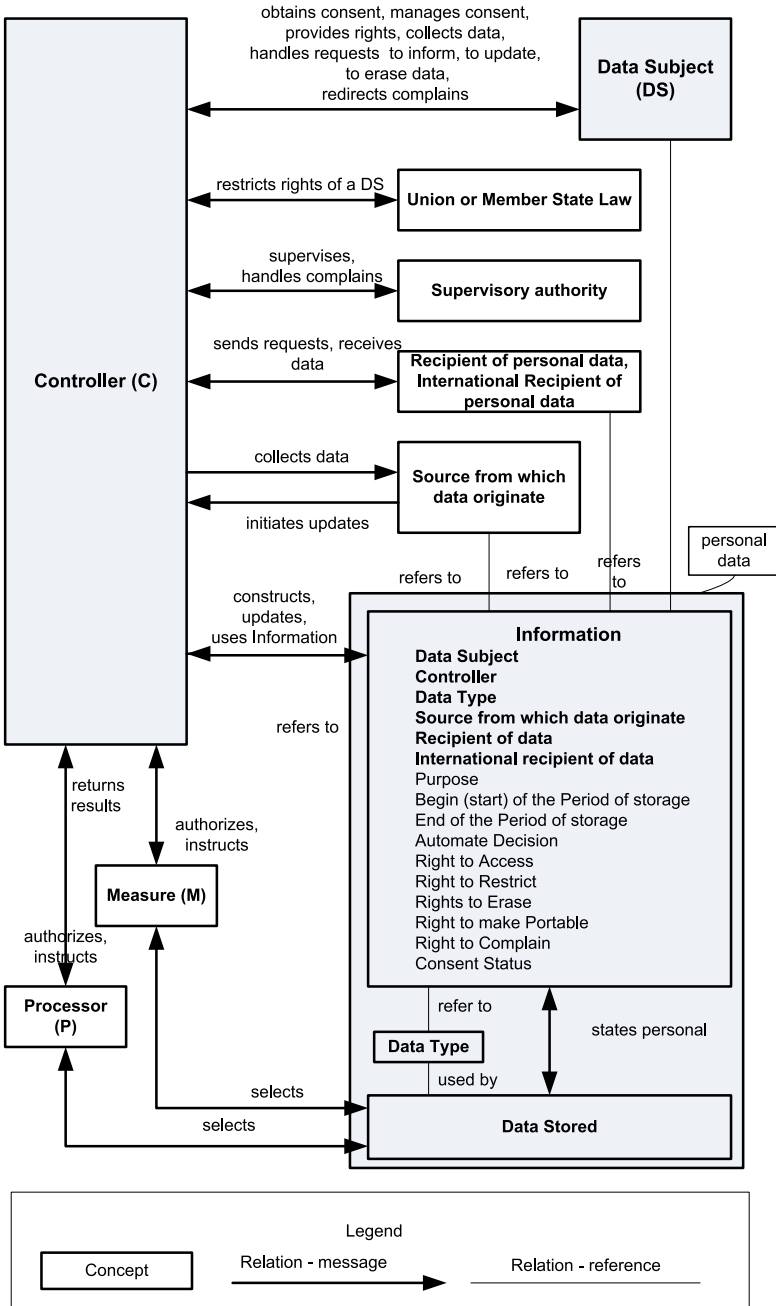 obtains consent, manages consent,
provides rights, collects data,
handles requests to inform, to update,
to erase data,
redirects complains
Data Subject
(DS)
restricts rights of a DS
Union or Member State Law
supervises,
handles complains
Supervisory authority
Controller (C)
sends requests, receives
data
Recipient of personal data,
International Recipient of
personal data
collects data
Source from which
data originate
initiates updates
personal
data
refers to
refers to
refers
to
constructs,
updates,
uses Information
refers to
Information
Data Subject
Controller
Data Type
Source from which data originate
Recipient of data
International recipient of data
Purpose
Begin (start) of the Period of storage
End of the Period of storage
Automate Decision
Right to Access
Right to Restrict
Rights to Erase
Right to make Portable
Right to Complain
Consent Status
returns
results
authorizes,
instructs
Measure (M)
authorizes,
instructs
Processor
(P)
refer to
states personal
Data Type
used by
selects
selects
Data Stored
Legend
Concept
Relation - message
Relation - reference